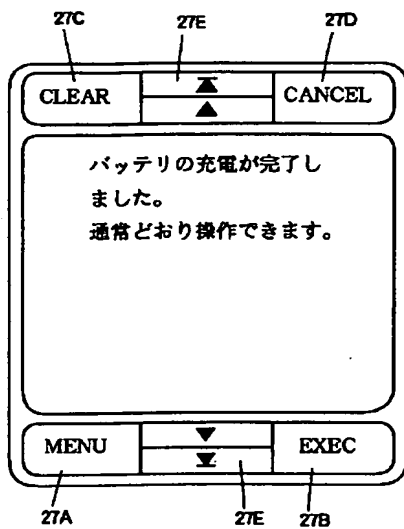 27C 27E 27D
CLEAR CANCEL
バッテリの充電が完了し
ました。
通常どおり操作できます。
MENU EXEC
27A 27E 27B